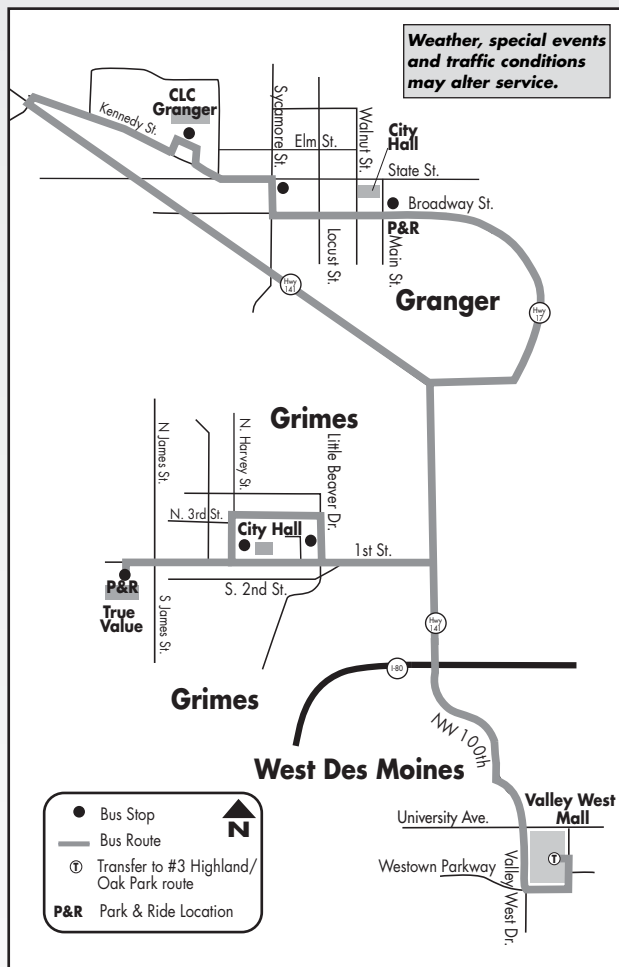 Weather, special events
and traffic conditions
may alter service.
CLC
Granger
Kennedy St.
Sycamore St.
Elm St.
Walnut St.
City
Hall
State St.
Broadway St.
P&R
Locust St.
Main St.
Hwy
141
Granger
Hwy
17
Grimes
N James St.
N. Harvey St.
Little Beaver Dr.
N. 3rd St.
City Hall
1st St.
P&R
True
Value
S. 2nd St.
S James St.
Hwy
141
I-80
Grimes
NW 100th
West Des Moines
Valley West
Mall
University Ave.
T
Westown Parkway
Valley West Dr.
Bus Stop
N
Bus Route
T Transfer to #3 Highland/
Oak Park route
P&R Park & Ride Location